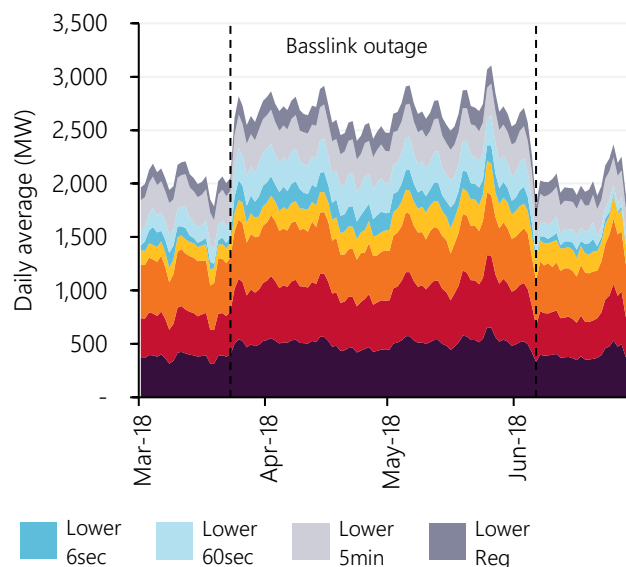 3,500
3,000
2,500
2,000
1,500
1,000
500
-
Daily average (MW)
Basslink outage
Mar-18
Apr-18
May-18
Jun-18
Lower
6sec
Lower
60sec
Lower
5min
Lower
Reg